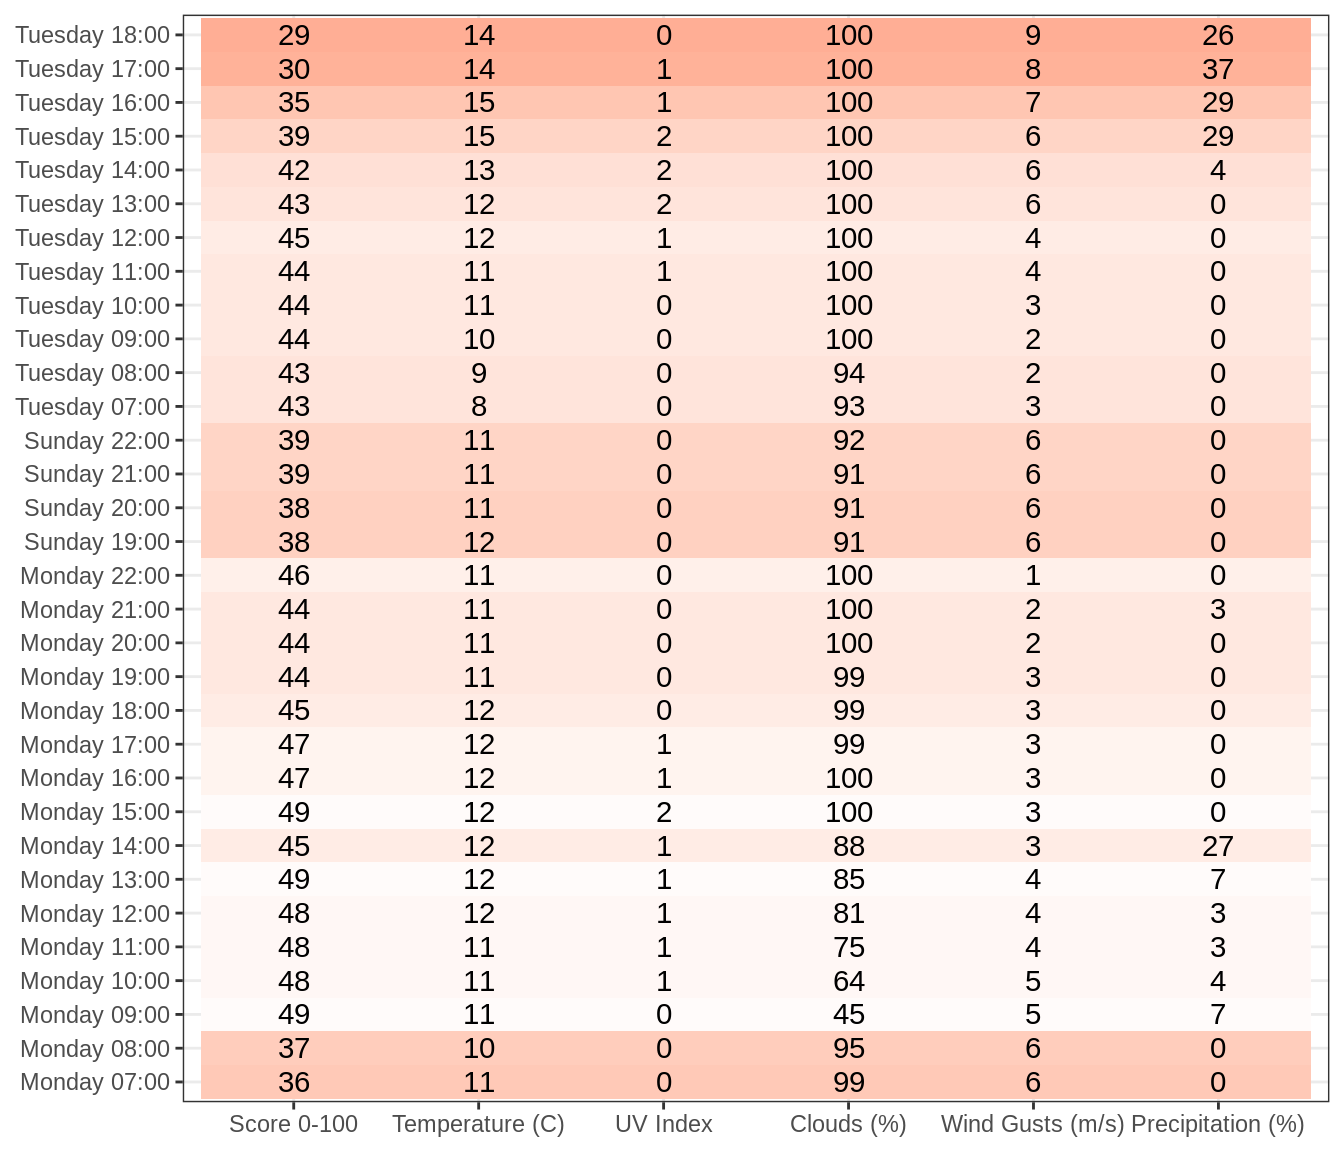 Tuesday 18:00 29 14 0 100 9 26
Tuesday 17:00 30 14 1 100 8 37
Tuesday 16:00 35 15 1 100 7 29
Tuesday 15:00 39 15 2 100 6 29
Tuesday 14:00 42 13 2 100 6 4
Tuesday 13:00 43 12 2 100 6 0
Tuesday 12:00 45 12 1 100 4 0
Tuesday 11:00 44 11 1 100 4 0
Tuesday 10:00 44 11 0 100 3 0
Tuesday 09:00 44 10 0 100 2 0
Tuesday 08:00 43 9 0 94 2 0
Tuesday 07:00 43 8 0 93 3 0
Sunday 22:00 39 11 0 92 6 0
Sunday 21:00 39 11 0 91 6 0
Sunday 20:00 38 11 0 91 6 0
Sunday 19:00 38 12 0 91 6 0
Monday 22:00 46 11 0 100 1 0
Monday 21:00 44 11 0 100 2 3
Monday 20:00 44 11 0 100 2 0
Monday 19:00 44 11 0 99 3 0
Monday 18:00 45 12 0 99 3 0
Monday 17:00 47 12 1 99 3 0
Monday 16:00 47 12 1 100 3 0
Monday 15:00 49 12 2 100 3 0
Monday 14:00 45 12 1 88 3 27
Monday 13:00 49 12 1 85 4 7
Monday 12:00 48 12 1 81 4 3
Monday 11:00 48 11 1 75 4 3
Monday 10:00 48 11 1 64 5 4
Monday 09:00 49 11 0 45 5 7
Monday 08:00 37 10 0 95 6 0
Monday 07:00 36 11 0 99 6 0
Score 0-100 Temperature (C) UV Index Clouds (%) Wind Gusts (m/s) Precipitation (%)